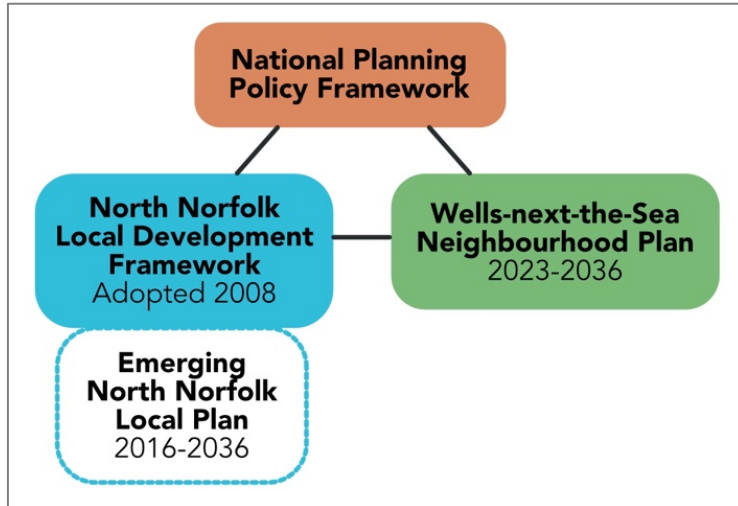 National Planning
Policy Framework
North Norfolk
Local Development
Framework
Adopted 2008
Wells-next-the-Sea
Neighbourhood Plan
2023-2036
Emerging
North Norfolk
Local Plan
2016-2036